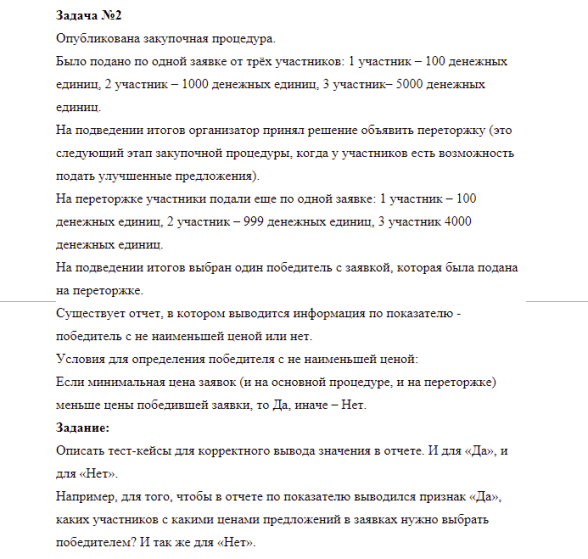 Задача №2
Опубликована закупочная процедура.
Было подано по одной заявке от трёх участников: 1 участник – 100 денежных
единиц, 2 участник – 1000 денежных единиц, 3 участник– 5000 денежных
единиц.
На подведении итогов организатор принял решение объявить переторжку (это
следующий этап закупочной процедуры, когда у участников есть возможность
подать улучшенные предложения).
На переторжке участники подали еще по одной заявке: 1 участник – 100
денежных единиц, 2 участник – 999 денежных единиц, 3 участник 4000
денежных единиц.
На подведении итогов выбран один победитель с заявкой, которая была подана
на переторжке.
Существует отчет, в котором выводится информация по показателю -
победитель с не наименьшей ценой или нет.
Условия для определения победителя с не наименьшей ценой:
Если минимальная цена заявок (и на основной процедуре, и на переторжке)
меньше цены победившей заявки, то Да, иначе – Нет.
Задание:
Описать тест-кейсы для корректного вывода значения в отчете. И для «Да», и
для «Нет».
Например, для того, чтобы в отчете по показателю выводился признак «Да»,
каких участников с какими ценами предложений в заявках нужно выбрать
победителем? И так же для «Нет».